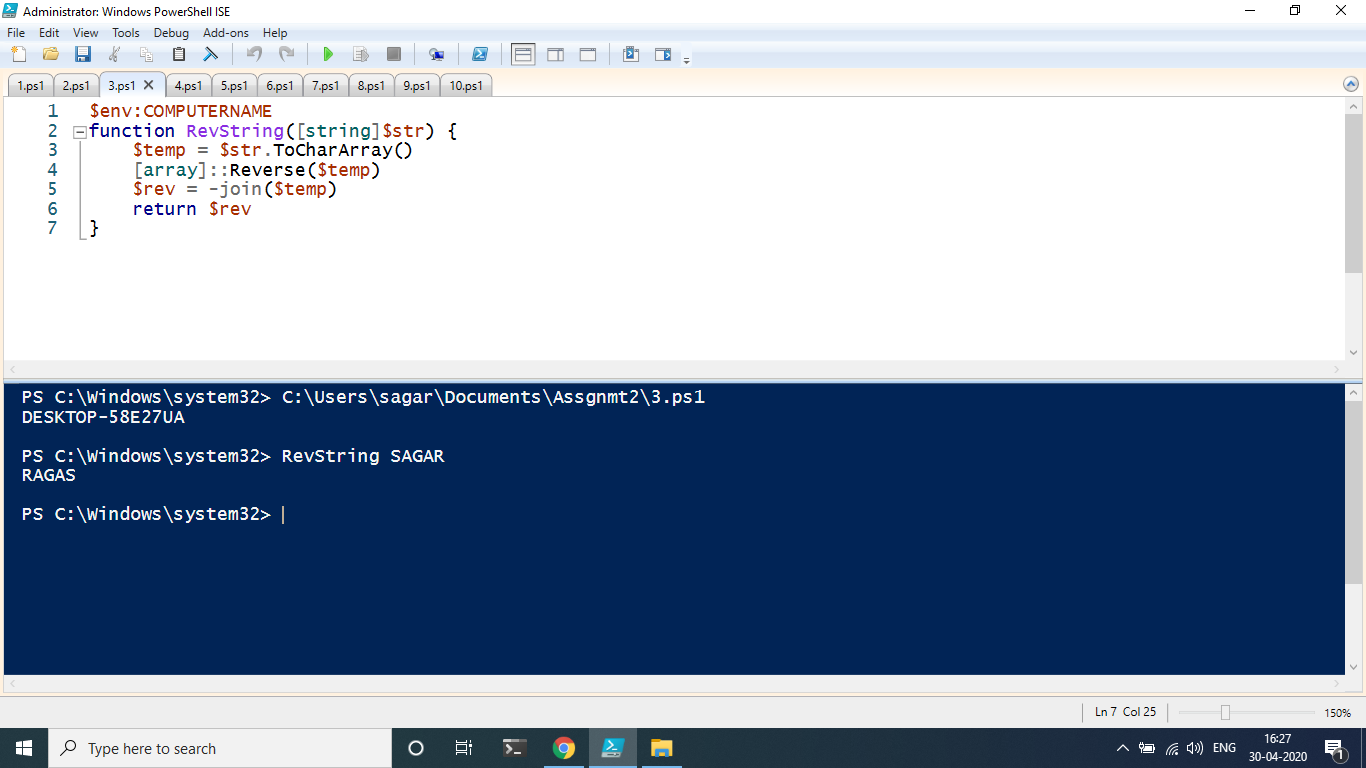 Administrator: Windows PowerShell ISE
File Edit View Tools Debug Add-ons Help
1.ps1 2.ps1 3.ps1 4.ps1 5.ps1 6.ps1 7.ps1 8.ps1 9.ps1 10.ps1
1 $env:COMPUTERNAME
2 function RevString([string]$str) {
3 $temp = $str.ToCharArray()
4 [array]::Reverse($temp)
5 $rev = -join($temp)
6 return $rev
7 }
PS C:\Windows\system32> C:\Users\sagar\Documents\Assgnmt2\3.ps1
DESKTOP-58E27UA
PS C:\Windows\system32> RevString SAGAR
RAGAS
PS C:\Windows\system32>
Ln 7 Col 25 150%
Type here to search
ENG
16:27
30-04-2020
1